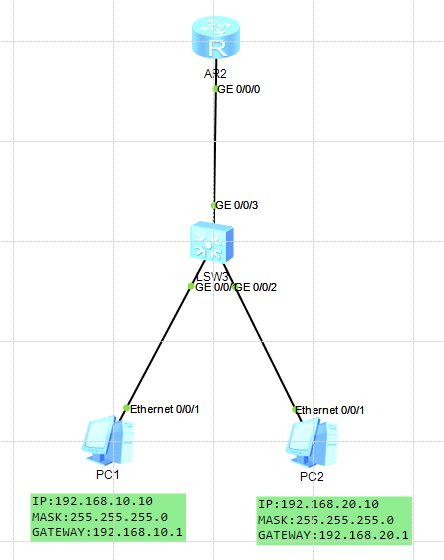 R
AR2
GE 0/0/0
GE 0/0/3
LSW3
GE 0/0/ GE 0/0/2
Ethernet 0/0/1
Ethernet 0/0/1
PC1
PC2
IP:192.168.10.10
MASK:255.255.255.0
GATEWAY:192.168.10.1
IP:192.168.20.10
MASK:255.255.255.0
GATEWAY:192.168.20.1